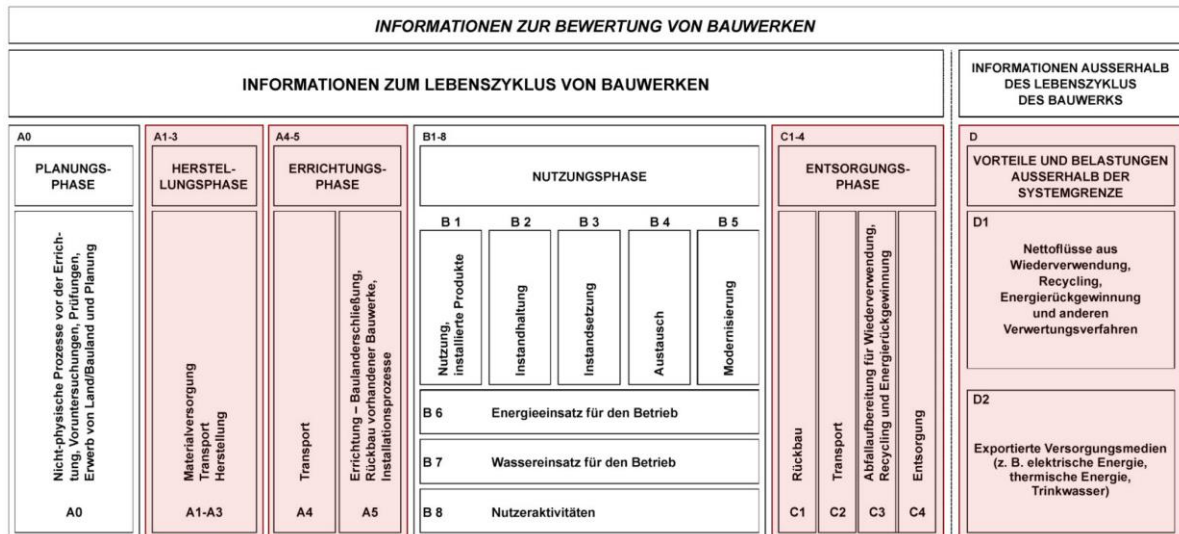 INFORMATIONEN ZUR BEWERTUNG VON BAUWERKEN
INFORMATIONEN ZUM LEBENSZYKLUS VON BAUWERKEN
INFORMATIONEN AUSSERHALB
DES LEBENSZYKLUS
DES BAUWERKS
A0
PLANUNGS-
PHASE
Nicht-physische Prozesse vor der Errich-
tung, Voruntersuchungen, Prüfungen,
Erwerb von Land/Bauland und Planung
A0
A1-3
HERSTEL-
LUNGSPHASE
Materialversorgung
Transport
Herstellung
A1-A3
A4-5
ERRICHTUNGS-
PHASE
Transport
A4
Errichtung – Baulanderschließung,
Rückbau vorhandener Bauwerke,
Installationsprozesse
A5
B1-8
NUTZUNGSPHASE
B 1
Nutzung,
installierte Produkte
B 2
Instandhaltung
B 3
Instandsetzung
B 4
Austausch
B 5
Modernisierung
B 6 Energieeinsatz für den Betrieb
B 7 Wassereinsatz für den Betrieb
B 8 Nutzeraktivitäten
C1-4
ENTSORGUNGS-
PHASE
Rückbau
C1
Transport
C2
Abfallaufbereitung für Wiederverwendung,
Recycling und Energierückgewinnung
C3
Entsorgung
C4
D
VORTEILE UND BELASTUNGEN
AUSSERHALB DER
SYSTEMGRENZE
D1
Nettoflüsse aus
Wiederverwendung,
Recycling,
Energierückgewinnung
und anderen
Verwertungsverfahren
D2
Exportierte Versorgungsmedien
(z. B. elektrische Energie,
thermische Energie,
Trinkwasser)